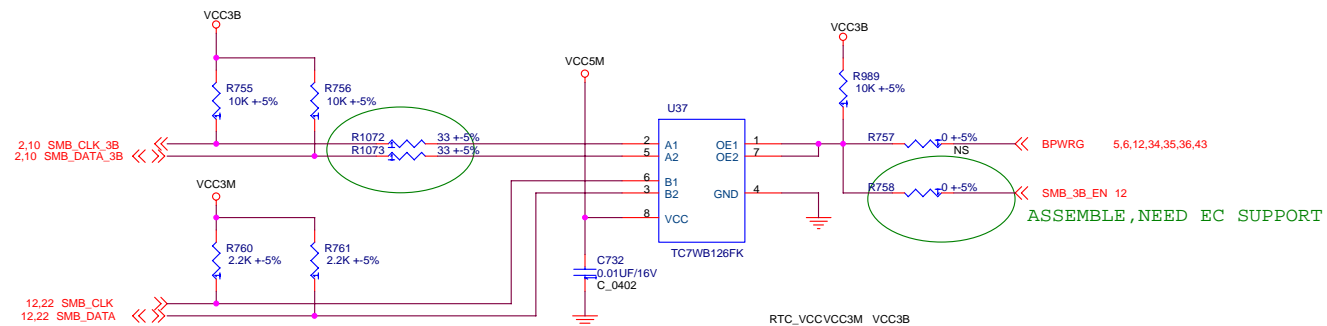 VCC3B
VCC3B
R755
10K +-5%
R756
10K +-5%
VCC5M
R989
10K +-5%
U37
2,10 SMB_CLK_3B
2,10 SMB_DATA_3B
R1072 33 +-5%
R1073 33 +-5%
2 A1 OE1 1
5 A2 OE2 7
6 B1
3 B2 GND 4
8 VCC
TC7WB126FK
R757 0 +-5%
NS
BPWRG 5,6,12,34,35,36,43
R758 0 +-5%
SMB_3B_EN 12
ASSEMBLE,NEED EC SUPPORT
VCC3M
R760
2.2K +-5%
R761
2.2K +-5%
C732
0.01UF/16V
C_0402
12,22 SMB_CLK
12,22 SMB_DATA
RTC_VCCVCC3M VCC3B